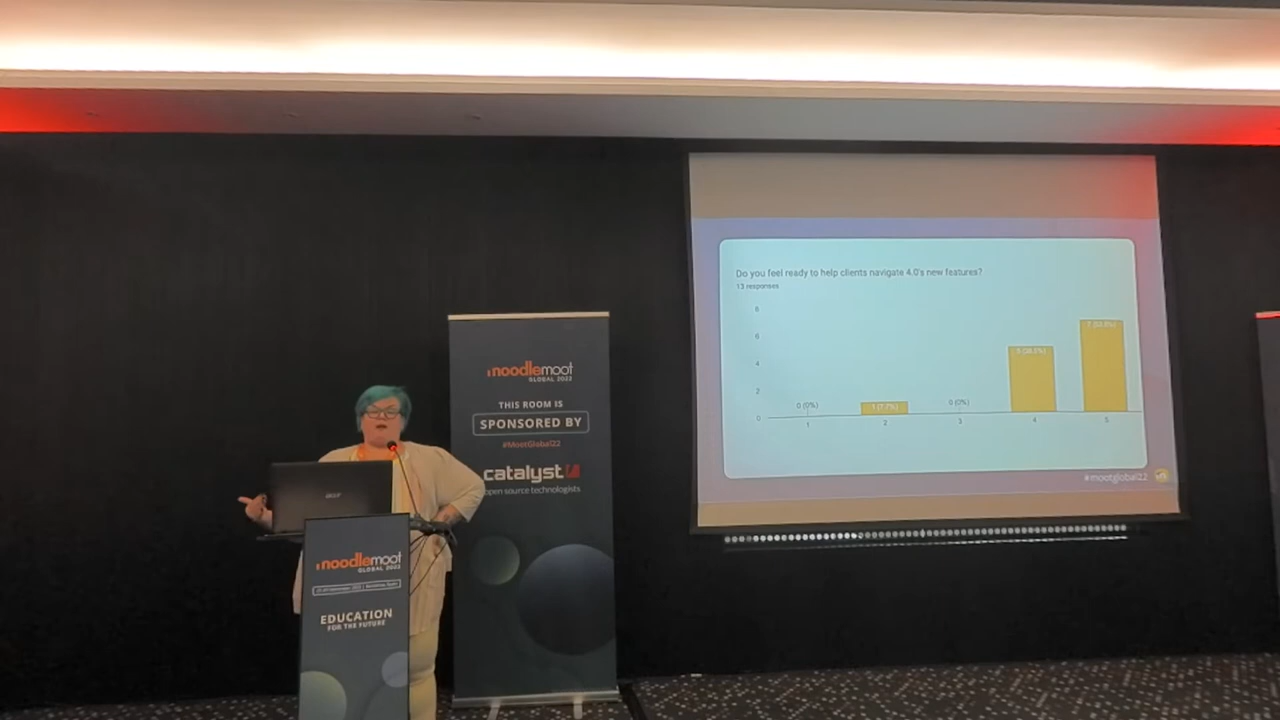 moodlemoot
GLOBAL 2022
THIS ROOM IS
SPONSORED BY
#MootGlobal22
catalyst
open source technologists
acer
moodlemoot
GLOBAL 2022
EDUCATION
FOR THE FUTURE
Do you feel ready to help clients navigate 4.0's new features?
13 responses
8
6
4
2
0
0 (0%)
1 (7.7%)
0 (0%)
5 (38.5%)
7 (53.8%)
1
2
3
4
5
#mootglobal22